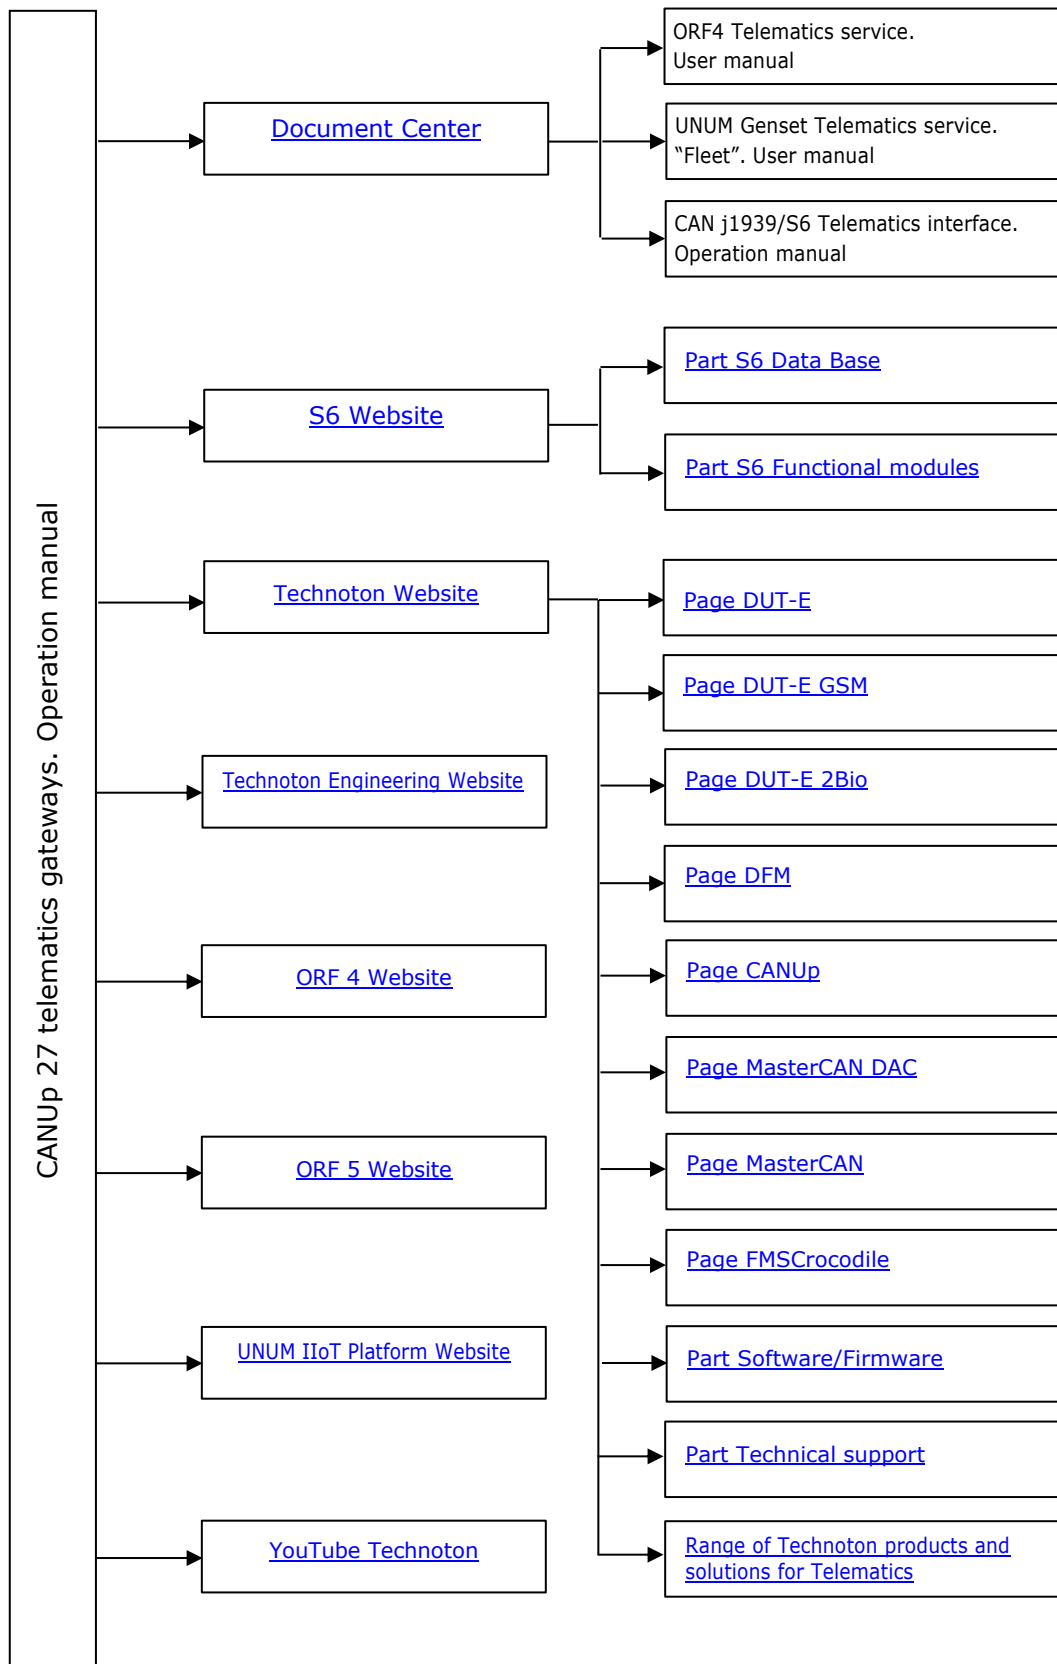 CANUp 27 telematics gateways. Operation manual
Document Center
ORF4 Telematics service.
User manual
UNUM Genset Telematics service.
“Fleet”. User manual
CAN j1939/S6 Telematics interface.
Operation manual
S6 Website
Part S6 Data Base
Part S6 Functional modules
Technoton Website
Page DUT-E
Page DUT-E GSM
Page DUT-E 2Bio
Page DFM
Page CANUp
Page MasterCAN DAC
Page MasterCAN
Page FMSCrocodile
Part Software/Firmware
Part Technical support
Range of Technoton products and
solutions for Telematics
Technoton Engineering Website
ORF 4 Website
ORF 5 Website
UNUM IIoT Platform Website
YouTube Technoton